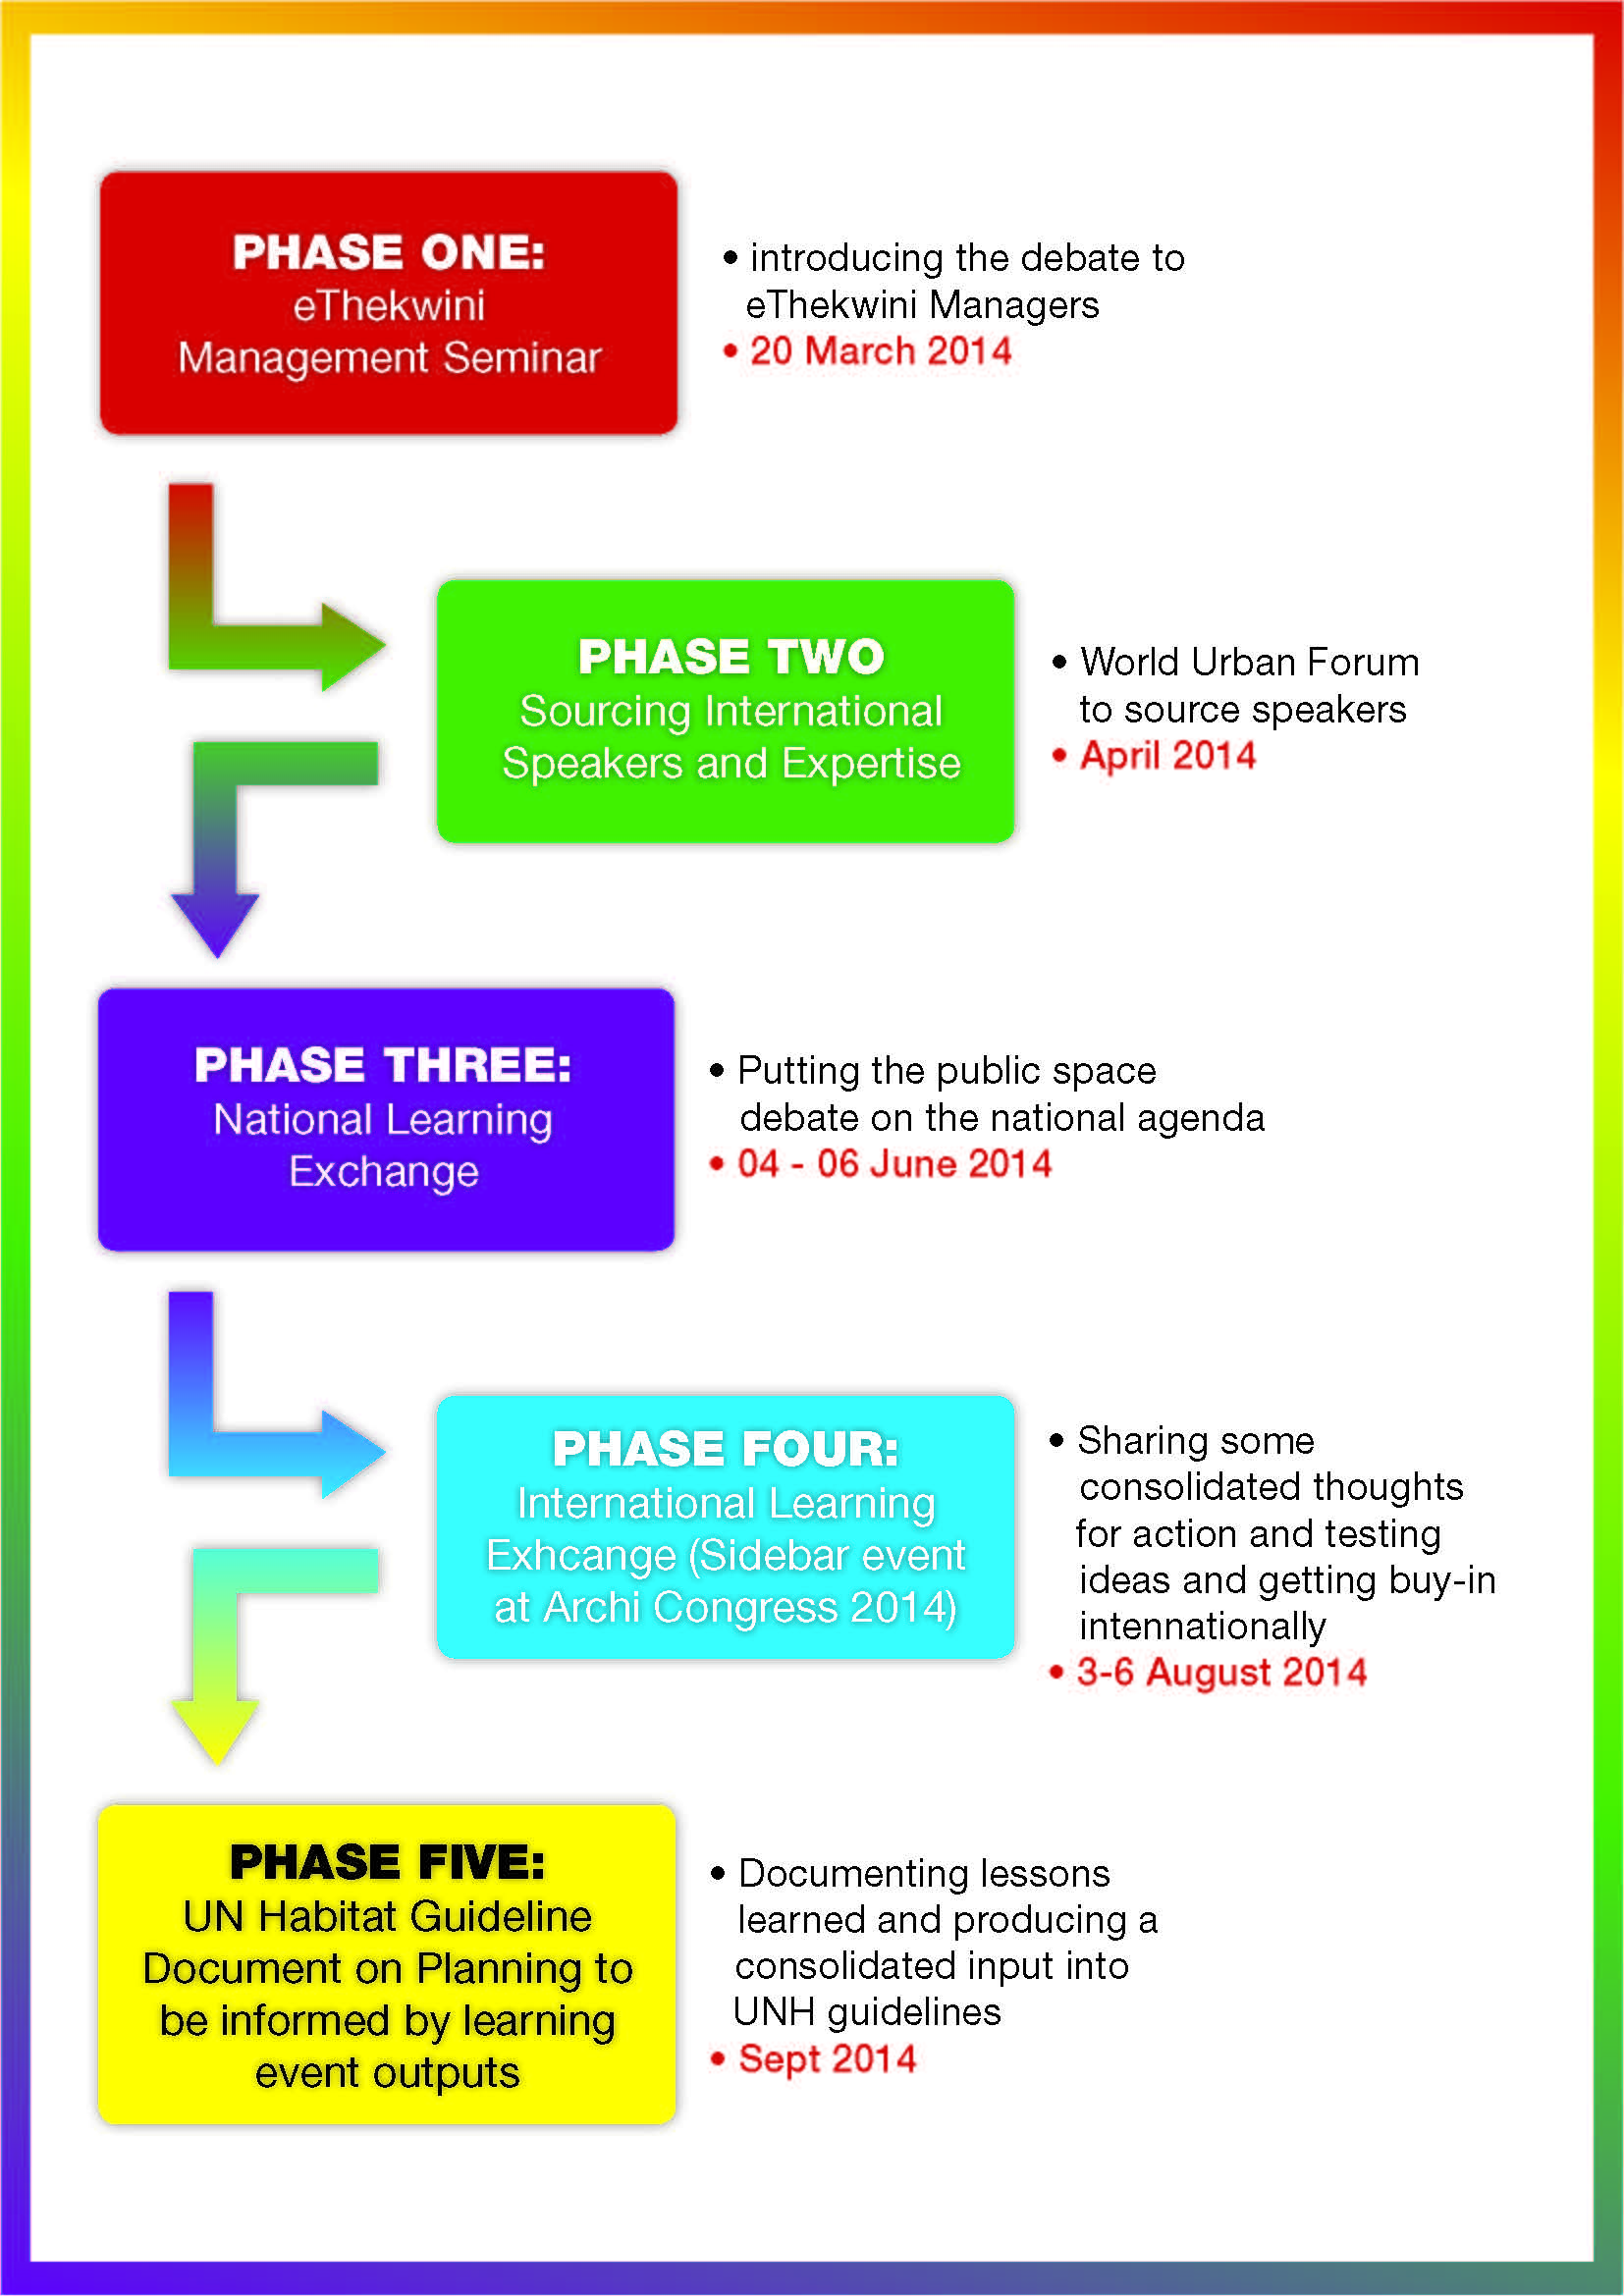 PHASE ONE:
eThekwini
Management Seminar
• introducing the debate to
eThekwini Managers
• 20 March 2014
PHASE TWO
Sourcing International
Speakers and Expertise
• World Urban Forum
to source speakers
• April 2014
PHASE THREE:
National Learning
Exchange
• Putting the public space
debate on the national agenda
• 04 - 06 June 2014
PHASE FOUR:
International Learning
Exhcange (Sidebar event
at Archi Congress 2014)
• Sharing some
consolidated thoughts
for action and testing
ideas and getting buy-in
intennationally
• 3-6 August 2014
PHASE FIVE:
UN Habitat Guideline
Document on Planning to
be informed by learning
event outputs
• Documenting lessons
learned and producing a
consolidated input into
UNH guidelines
• Sept 2014